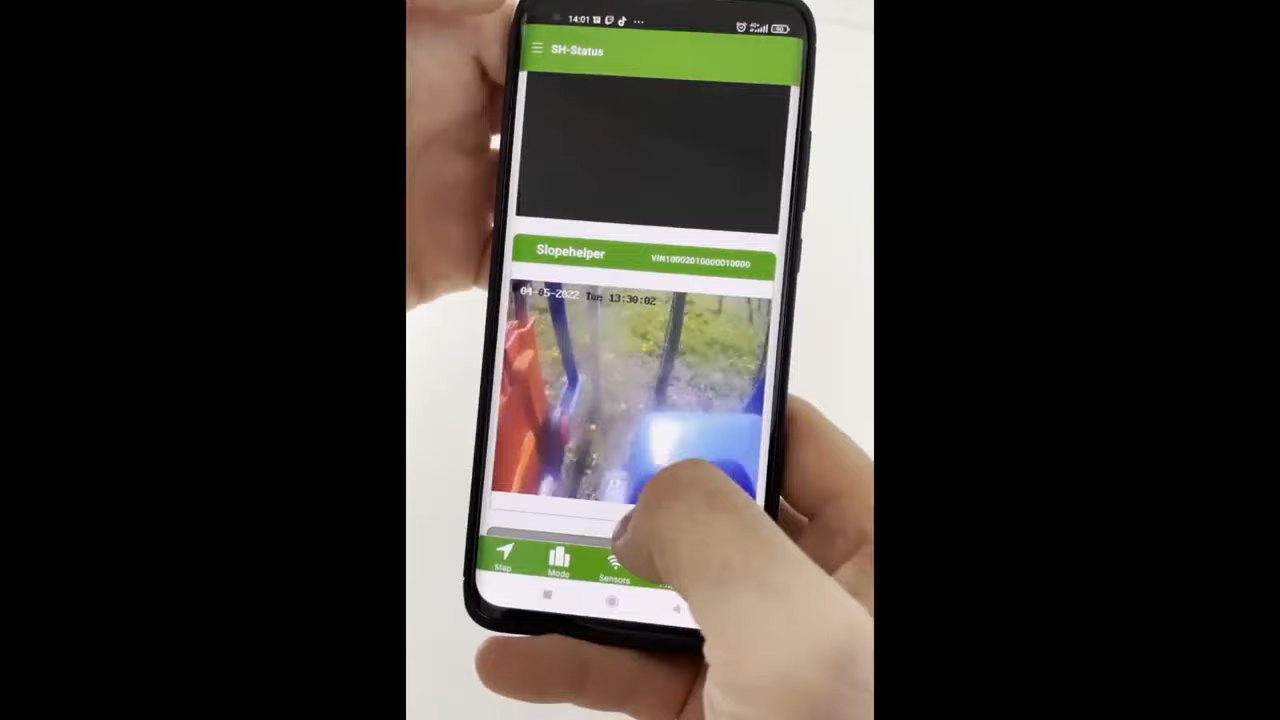 14:01
SH-Status
Slopehelper
VIN10002010000010000
04-05-2022 Tue 13:30:02
Map
Mode
Sensors